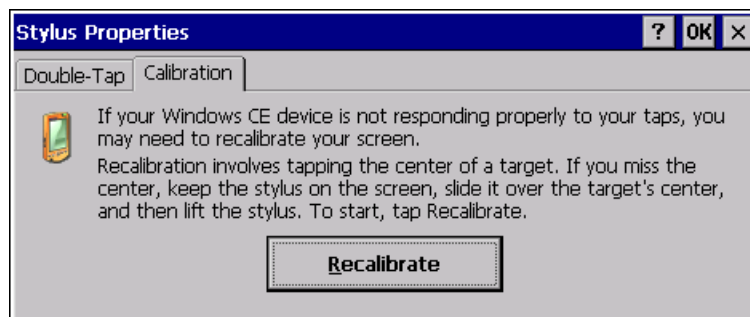 Stylus Properties ? OK ×
Double-Tap Calibration
If your Windows CE device is not responding properly to your taps, you
may need to recalibrate your screen.
Recalibration involves tapping the center of a target. If you miss the
center, keep the stylus on the screen, slide it over the target's center,
and then lift the stylus. To start, tap Recalibrate.
Recalibrate